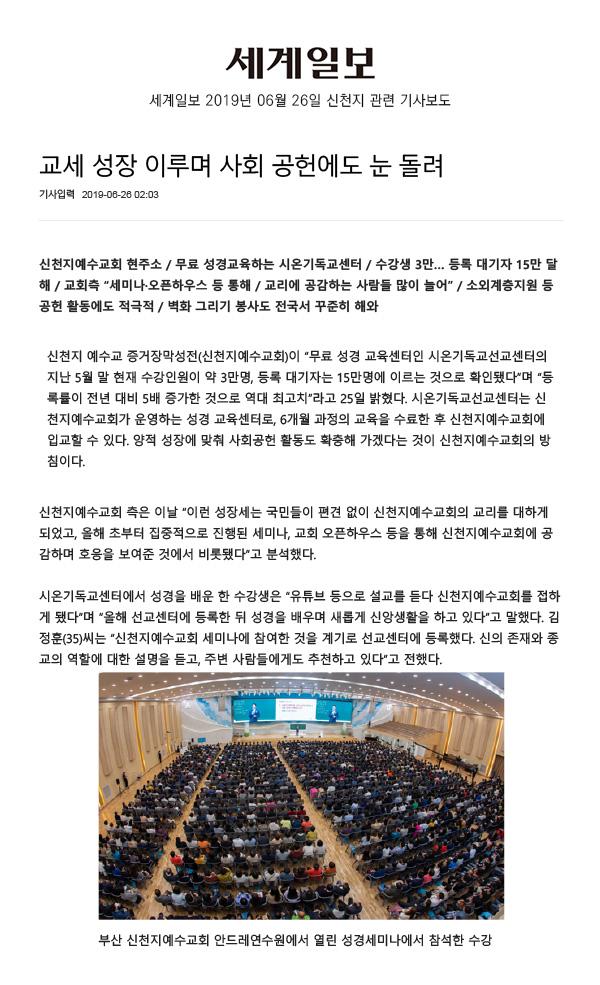 세계일보
세계일보 2019년 06월 26일 신천지 관련 기사보도
교세 성장 이루며 사회 공헌에도 눈 돌려
기사입력 2019-06-26 02:03
신천지예수교회 현주소 / 무료 성경교육하는 시온기독교센터 / 수강생 3만… 등록 대기자 15만 달
해 / 교회측 “세미나·오픈하우스 등 통해 / 교리에 공감하는 사람들 많이 늘어” / 소외계층지원 등
공헌 활동에도 적극적 / 벽화 그리기 봉사도 전국서 꾸준히 해와
신천지 예수교 증거장막성전(신천지예수교회)이 “무료 성경 교육센터인 시온기독교선교센터의
지난 5월 말 현재 수강인원이 약 3만명, 등록 대기자는 15만명에 이르는 것으로 확인됐다”며 “등
록률이 전년 대비 5배 증가한 것으로 역대 최고치”라고 25일 밝혔다. 시온기독교선교센터는 신
천지예수교회가 운영하는 성경 교육센터로, 6개월 과정의 교육을 수료한 후 신천지예수교회에
입교할 수 있다. 양적 성장에 맞춰 사회공헌 활동도 확충해 가겠다는 것이 신천지예수교회의 방
침이다.
신천지예수교회 측은 이날 “이런 성장세는 국민들이 편견 없이 신천지예수교회의 교리를 대하게
되었고, 올해 초부터 집중적으로 진행된 세미나, 교회 오픈하우스 등을 통해 신천지예수교회에 공
감하며 호응을 보여준 것에서 비롯됐다”고 분석했다.
시온기독교센터에서 성경을 배운 한 수강생은 “유튜브 등으로 설교를 듣다 신천지예수교회를 접하
게 됐다”며 “올해 선교센터에 등록한 뒤 성경을 배우며 새롭게 신앙생활을 하고 있다”고 말했다. 김
정훈(35)씨는 “신천지예수교회 세미나에 참여한 것을 계기로 선교센터에 등록했다. 신의 존재와 종
교의 역할에 대한 설명을 듣고, 주변 사람들에게도 추천하고 있다”고 전했다.
부산 신천지예수교회 안드레연수원에서 열린 성경세미나에서 참석한 수강